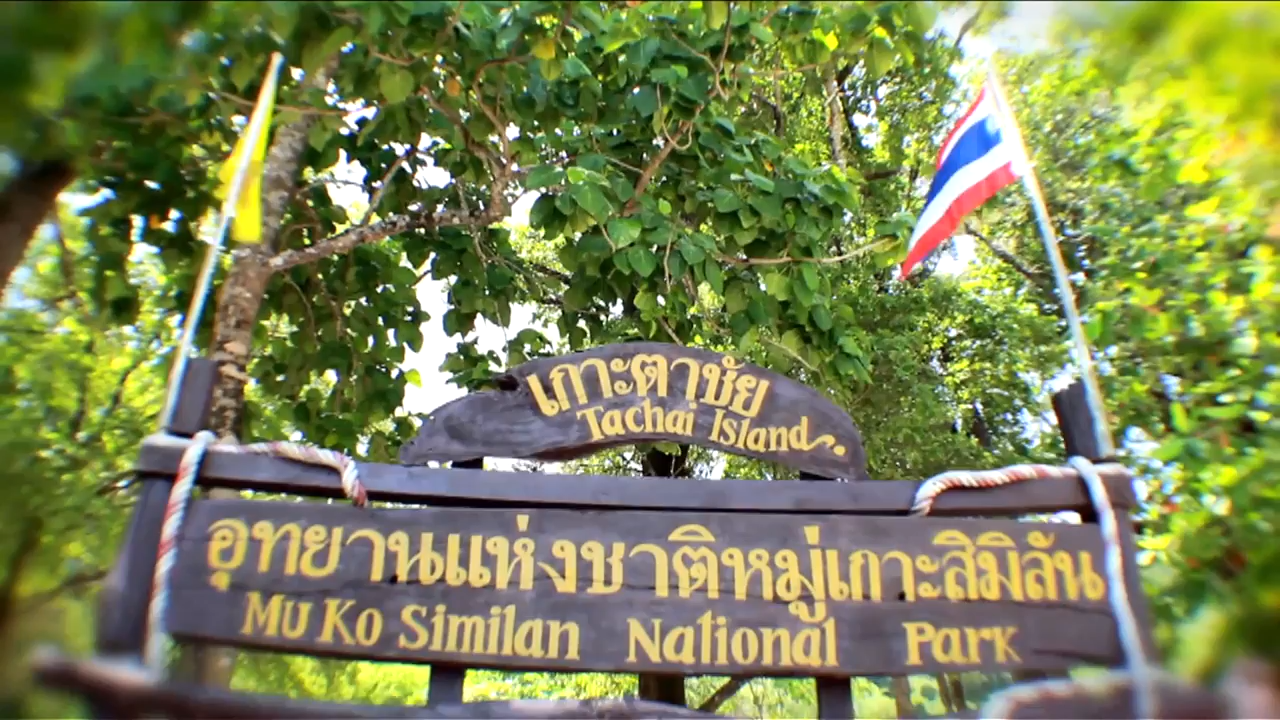 เกาะตาชัย
Tachai Island
อุทยานแห่งชาติหมู่เกาะสิมิลัน
Mu Ko Similan National Park